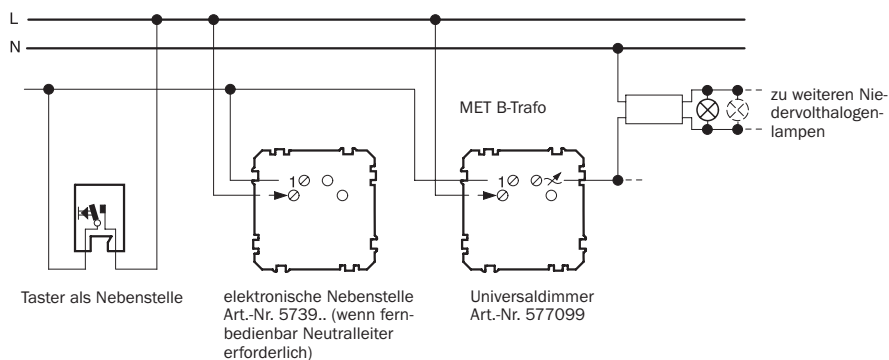 L
N
MET B-Trafo
zu weiteren Nie-
dervolthalogen-
lampen
1
1
Taster als Nebenstelle
elektronische Nebenstelle
Art.-Nr. 5739.. (wenn fern-
bedienbar Neutralleiter
erforderlich)
Universaldimmer
Art.-Nr. 577099